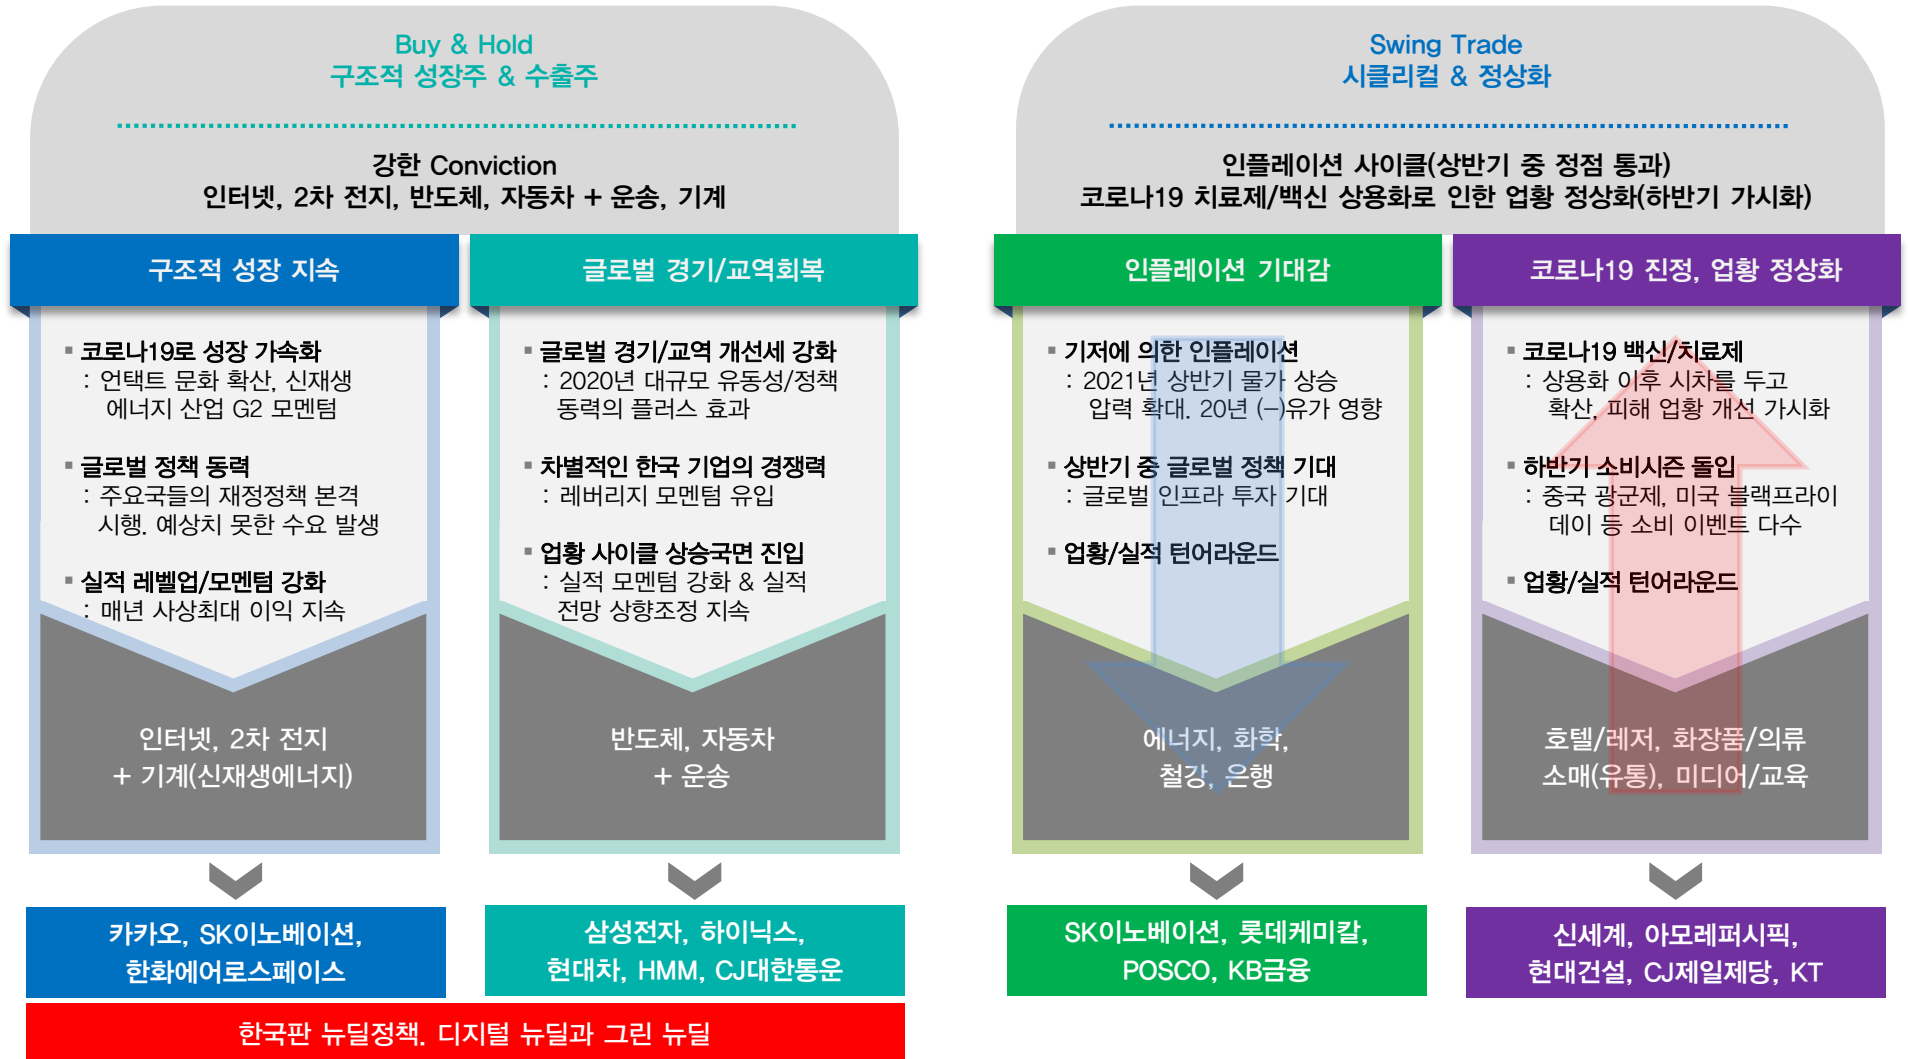 Buy & Hold
구조적 성장주 & 수출주
강한 Conviction
인터넷, 2차 전지, 반도체, 자동차 + 운송, 기계
구조적 성장 지속
▪ 코로나19로 성장 가속화
: 언택트 문화 확산, 신재생
에너지 산업 G2 모멘텀
▪ 글로벌 정책 동력
: 주요국들의 재정정책 본격
시행. 예상치 못한 수요 발생
▪ 실적 레벨업/모멘텀 강화
: 매년 사상최대 이익 지속
인터넷, 2차 전지
+ 기계(신재생에너지)
카카오, SK이노베이션,
한화에어로스페이스
글로벌 경기/교역회복
▪ 글로벌 경기/교역 개선세 강화
: 2020년 대규모 유동성/정책
동력의 플러스 효과
▪ 차별적인 한국 기업의 경쟁력
: 레버리지 모멘텀 유입
▪ 업황 사이클 상승국면 진입
: 실적 모멘텀 강화 & 실적
전망 상향조정 지속
반도체, 자동차
+ 운송
삼성전자, 하이닉스,
현대차, HMM, CJ대한통운
한국판 뉴딜정책. 디지털 뉴딜과 그린 뉴딜
Swing Trade
시클리컬 & 정상화
인플레이션 사이클(상반기 중 정점 통과)
코로나19 치료제/백신 상용화로 인한 업황 정상화(하반기 가시화)
인플레이션 기대감
▪ 기저에 의한 인플레이션
: 2021년 상반기 물가 상승
압력 확대. 20년 (-)유가 영향
▪ 상반기 중 글로벌 정책 기대
: 글로벌 인프라 투자 기대
▪ 업황/실적 턴어라운드
에너지, 화학,
철강, 은행
SK이노베이션, 롯데케미칼,
POSCO, KB금융
코로나19 진정, 업황 정상화
▪ 코로나19 백신/치료제
: 상용화 이후 시차를 두고
확산, 피해 업황 개선 가시화
▪ 하반기 소비시즌 돌입
: 중국 광군제, 미국 블랙프라이
데이 등 소비 이벤트 다수
▪ 업황/실적 턴어라운드
호텔/레저, 화장품/의류
소매(유통), 미디어/교육
신세계, 아모레퍼시픽,
현대건설, CJ제일제당, KT